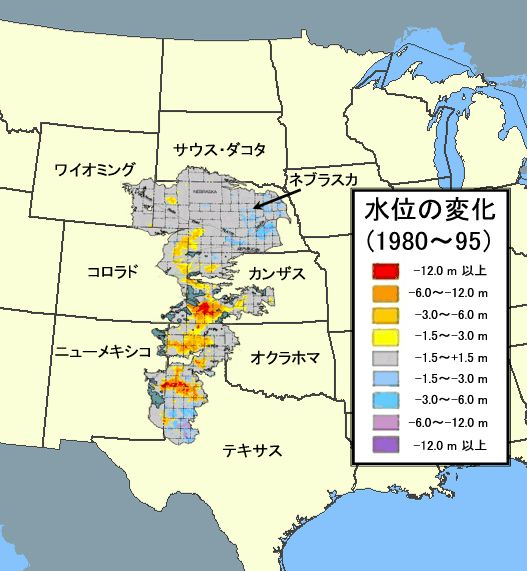 サウス・ダコタ
ワイオミング
ネブラスカ
NEBRASKA
コロラド
カンザス
ニューメキシコ
オクラホマ
テキサス
水位の変化
(1980～95)
-12.0 m 以上
-6.0～-12.0 m
-3.0～-6.0 m
-1.5～-3.0 m
-1.5～+1.5 m
-1.5～-3.0 m
-3.0～-6.0 m
-6.0～-12.0 m
-12.0 m 以上